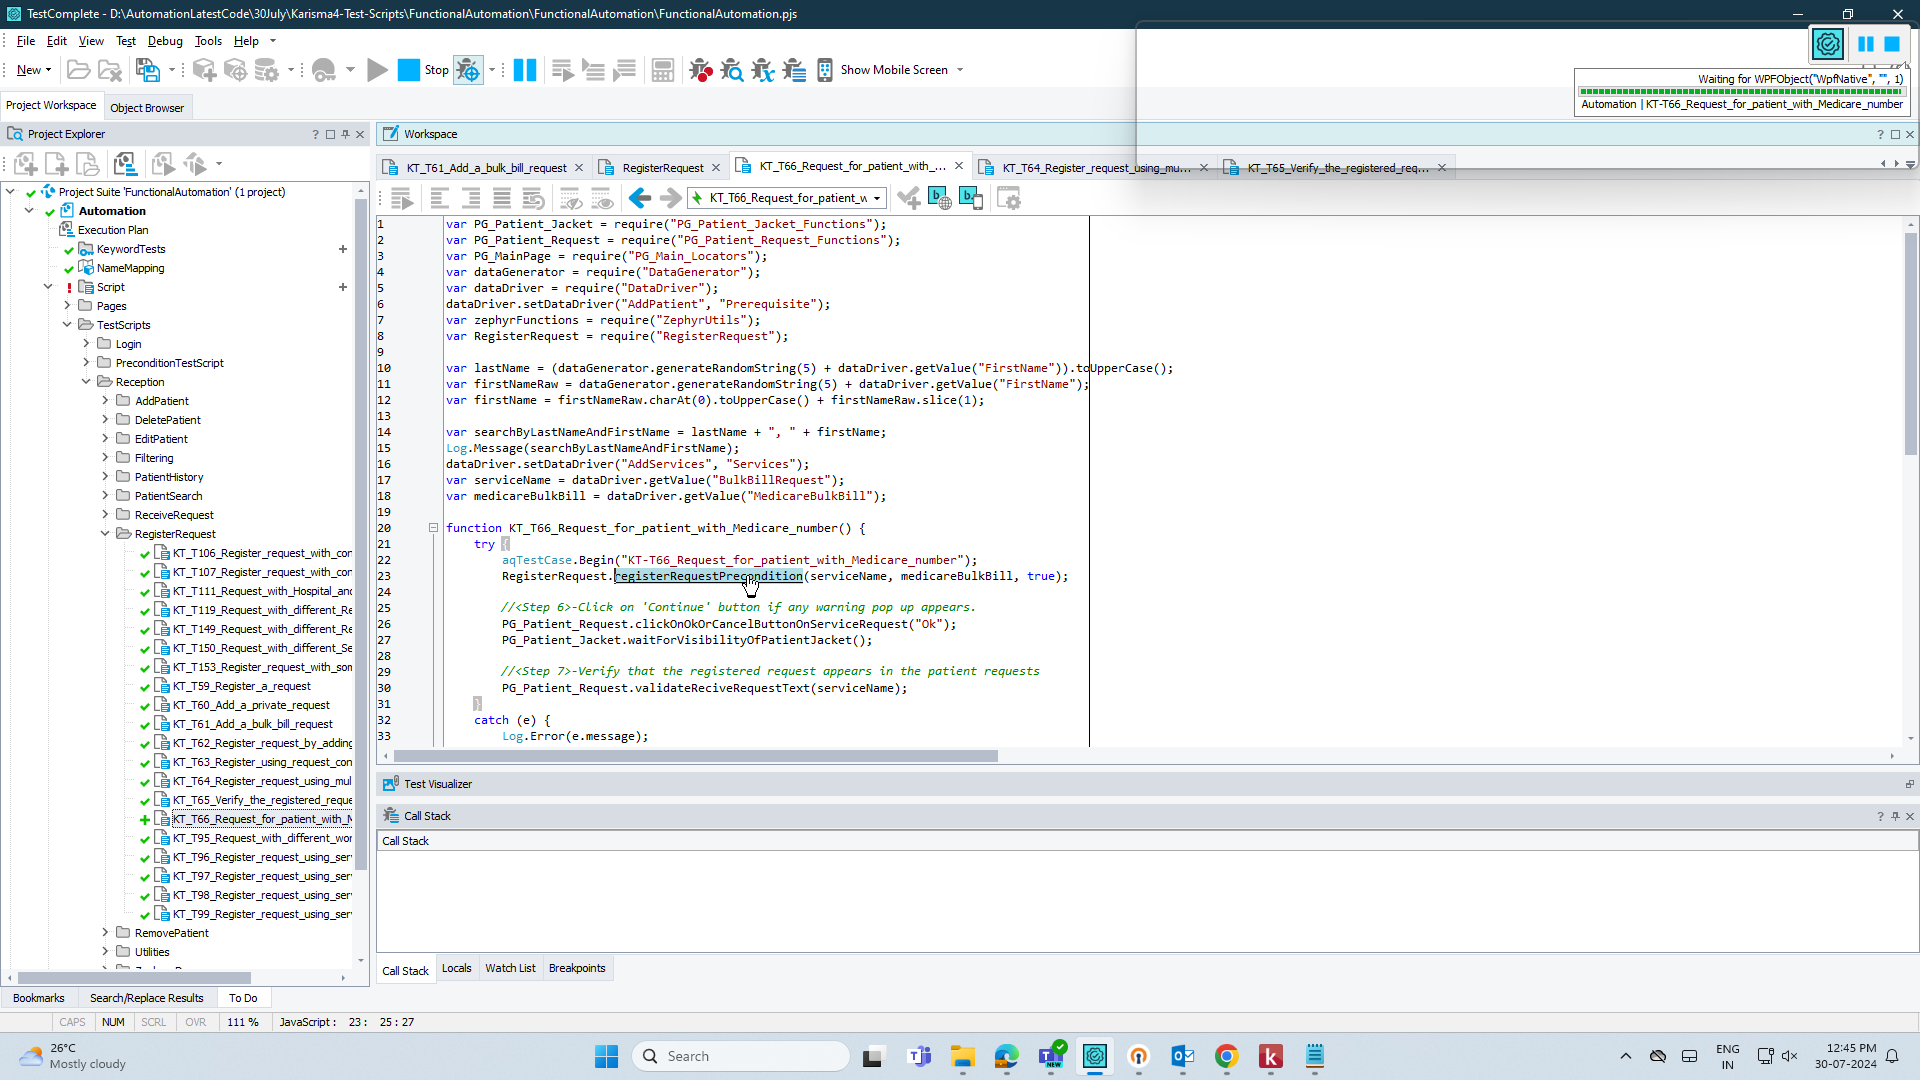 TestComplete - D:\AutomationLatestCode\30July\Karisma4-Test-Scripts\FunctionalAutomation\FunctionalAutomation\FunctionalAutomation.pjs
File Edit View Test Debug Tools Help
New
Stop
Show Mobile Screen
Waiting for WPFObject("WpfNative", "", 1)
Automation | KT-T66_Request_for_patient_with_Medicare_number
Project Workspace
Object Browser
Project Explorer
Workspace
KT_T61_Add_a_bulk_bill_request
RegisterRequest
KT_T66_Request_for_patient_with_...
KT_T64_Register_request_using_mu...
KT_T65_Verify_the_registered_req...
KT_T66_Request_for_patient_w
Project Suite 'FunctionalAutomation' (1 project)
Automation
Execution Plan
KeywordTests
NameMapping
Script
Pages
TestScripts
Login
PreconditionTestScript
Reception
AddPatient
DeletePatient
EditPatient
Filtering
PatientHistory
PatientSearch
ReceiveRequest
RegisterRequest
KT_T106_Register_request_with_con
KT_T107_Register_request_with_con
KT_T111_Request_with_Hospital_and
KT_T119_Request_with_different_Re
KT_T149_Request_with_different_Re
KT_T150_Request_with_different_Se
KT_T153_Register_request_with_som
KT_T59_Register_a_request
KT_T60_Add_a_private_request
KT_T61_Add_a_bulk_bill_request
KT_T62_Register_request_by_adding
KT_T63_Register_using_request_con
KT_T64_Register_request_using_mul
KT_T65_Verify_the_registered_reque
KT_T66_Request_for_patient_with_M
KT_T95_Request_with_different_wor
KT_T96_Register_request_using_ser
KT_T97_Register_request_using_ser
KT_T98_Register_request_using_ser
KT_T99_Register_request_using_ser
RemovePatient
Utilities
1 var PG_Patient_Jacket = require("PG_Patient_Jacket_Functions");
2 var PG_Patient_Request = require("PG_Patient_Request_Functions");
3 var PG_MainPage = require("PG_Main_Locators");
4 var dataGenerator = require("DataGenerator");
5 var dataDriver = require("DataDriver");
6 dataDriver.setDataDriver("AddPatient", "Prerequisite");
7 var zephyrFunctions = require("ZephyrUtils");
8 var RegisterRequest = require("RegisterRequest");
9
10 var lastName = (dataGenerator.generateRandomString(5) + dataDriver.getValue("FirstName")).toUpperCase();
11 var firstNameRaw = dataGenerator.generateRandomString(5) + dataDriver.getValue("FirstName");
12 var firstName = firstNameRaw.charAt(0).toUpperCase() + firstNameRaw.slice(1);
13
14 var searchByLastNameAndFirstName = lastName + ", " + firstName;
15 Log.Message(searchByLastNameAndFirstName);
16 dataDriver.setDataDriver("AddServices", "Services");
17 var serviceName = dataDriver.getValue("BulkBillRequest");
18 var medicareBulkBill = dataDriver.getValue("MedicareBulkBill");
19
20 function KT_T66_Request_for_patient_with_Medicare_number() {
21 try {
22 aqTestCase.Begin("KT-T66_Request_for_patient_with_Medicare_number");
23 RegisterRequest.registerRequestPrecondition(serviceName, medicareBulkBill, true);
24
25 //<Step 6>-Click on 'Continue' button if any warning pop up appears.
26 PG_Patient_Request.clickOnOkOrCancelButtonOnServiceRequest("Ok");
27 PG_Patient_Jacket.waitForVisibilityOfPatientJacket();
28
29 //<Step 7>-Verify that the registered request appears in the patient requests
30 PG_Patient_Request.validateReciveRequestText(serviceName);
31 }
32 catch (e) {
33 Log.Error(e.message);
Test Visualizer
Call Stack
Call Stack
Call Stack Locals Watch List Breakpoints
Bookmarks Search/Replace Results To Do
CAPS NUM SCRL OVR 111 % JavaScript : 23 : 25 : 27
26°C
Mostly cloudy
Search
NEW
ENG
IN
12:45 PM
30-07-2024